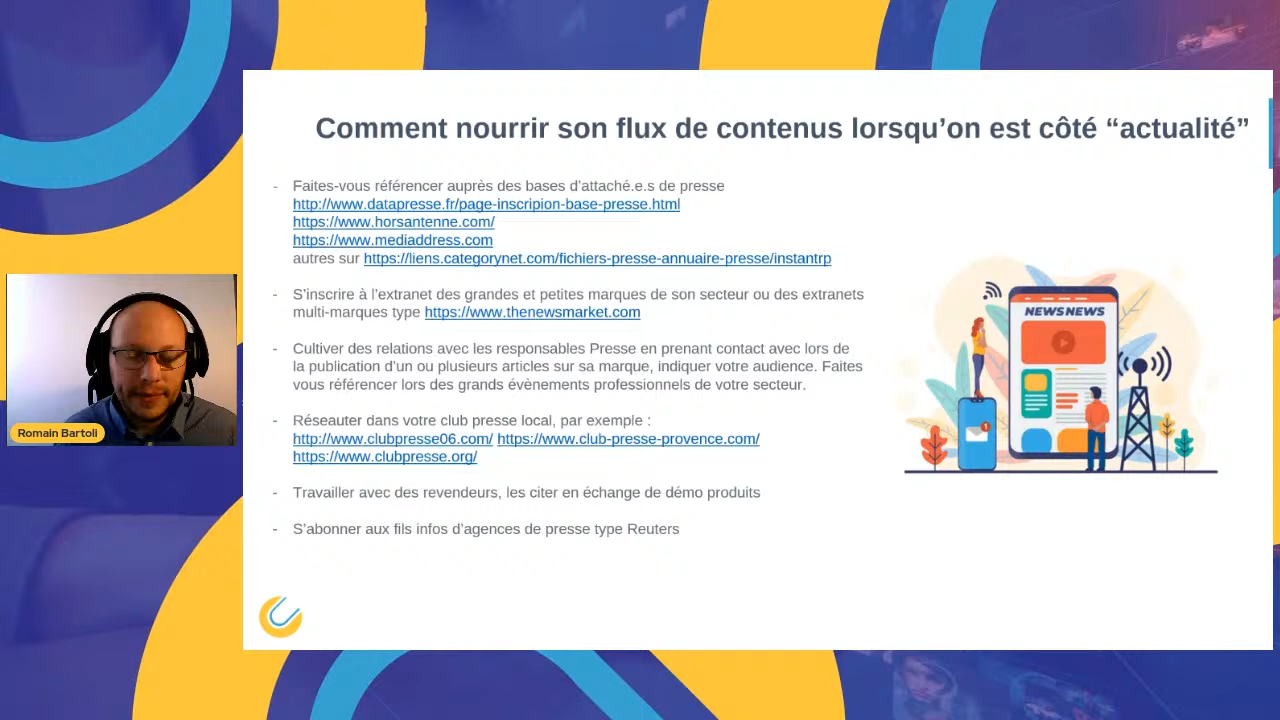 Comment nourrir son flux de contenus lorsqu’on est côté “actualité”
- Faites-vous référencer auprès des bases d’attaché.e.s de presse
http://www.datapresse.fr/page-inscripion-base-presse.html
https://www.horsantenne.com/
https://www.mediaddress.com
autres sur https://liens.categorynet.com/fichiers-presse-annuaire-presse/instantrp
- S’inscrire à l’extranet des grandes et petites marques de son secteur ou des extranets
multi-marques type https://www.thenewsmarket.com
- Cultiver des relations avec les responsables Presse en prenant contact avec lors de
la publication d’un ou plusieurs articles sur sa marque, indiquer votre audience. Faites
vous référencer lors des grands évènements professionnels de votre secteur.
- Réseauter dans votre club presse local, par exemple :
http://www.clubpresse06.com/ https://www.club-presse-provence.com/
https://www.clubpresse.org/
- Travailler avec des revendeurs, les citer en échange de démo produits
- S’abonner aux fils infos d’agences de presse type Reuters
NEWS NEWS
1
Romain Bartoli